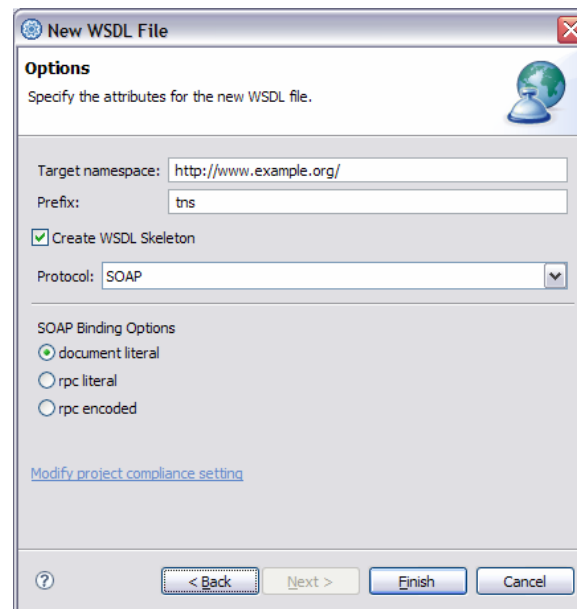 New WSDL File
Options
Specify the attributes for the new WSDL file.
Target namespace: http://www.example.org/
Prefix: tns
Create WSDL Skeleton
Protocol: SOAP
SOAP Binding Options
document literal
rpc literal
rpc encoded
Modify project compliance setting
? < Back Next > Finish Cancel